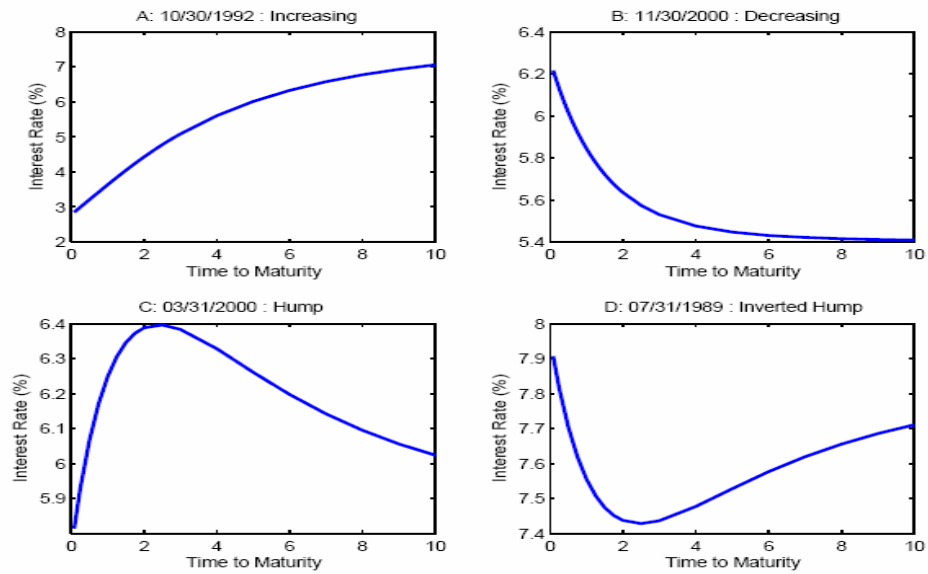 A: 10/30/1992 : Increasing
Interest Rate (%)
8
7
6
5
4
3
2
0 2 4 6 8 10
Time to Maturity
B: 11/30/2000 : Decreasing
Interest Rate (%)
6.4
6.2
6
5.8
5.6
5.4
0 2 4 6 8 10
Time to Maturity
C: 03/31/2000 : Hump
Interest Rate (%)
6.4
6.3
6.2
6.1
6
5.9
0 2 4 6 8 10
Time to Maturity
D: 07/31/1989 : Inverted Hump
Interest Rate (%)
8
7.9
7.8
7.7
7.6
7.5
7.4
0 2 4 6 8 10
Time to Maturity